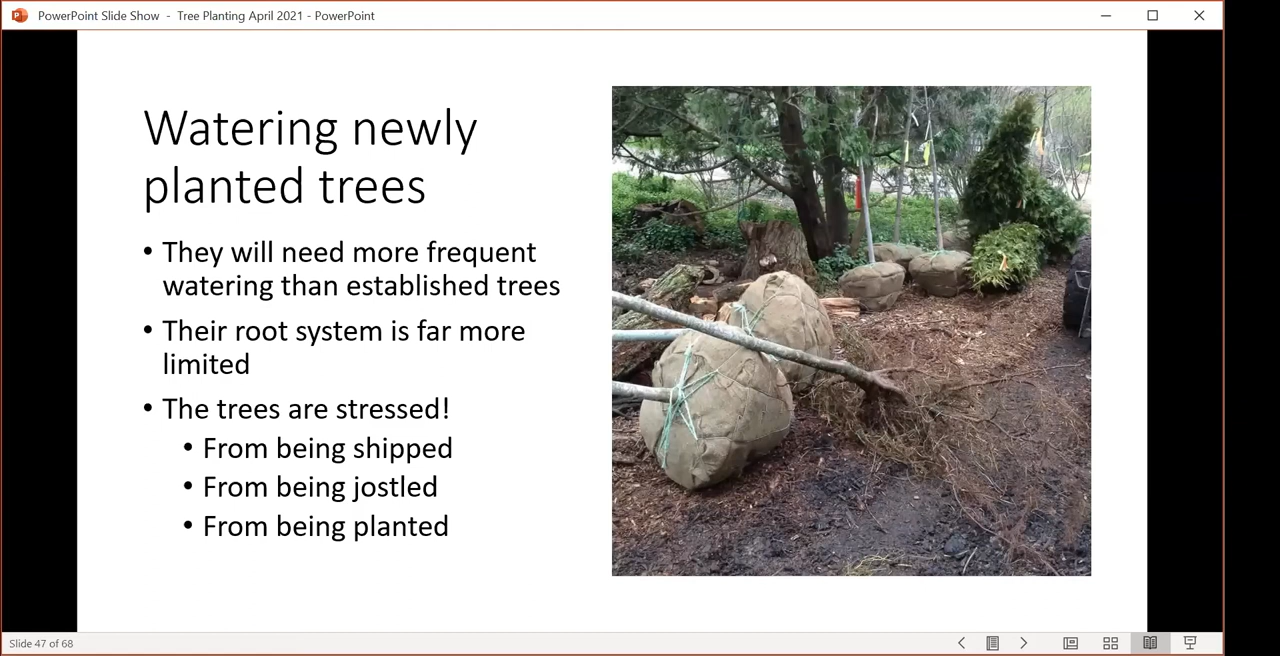 PowerPoint Slide Show - Tree Planting April 2021 - PowerPoint
Watering newly
planted trees
• They will need more frequent
watering than established trees
• Their root system is far more
limited
• The trees are stressed!
• From being shipped
• From being jostled
• From being planted
Slide 47 of 68